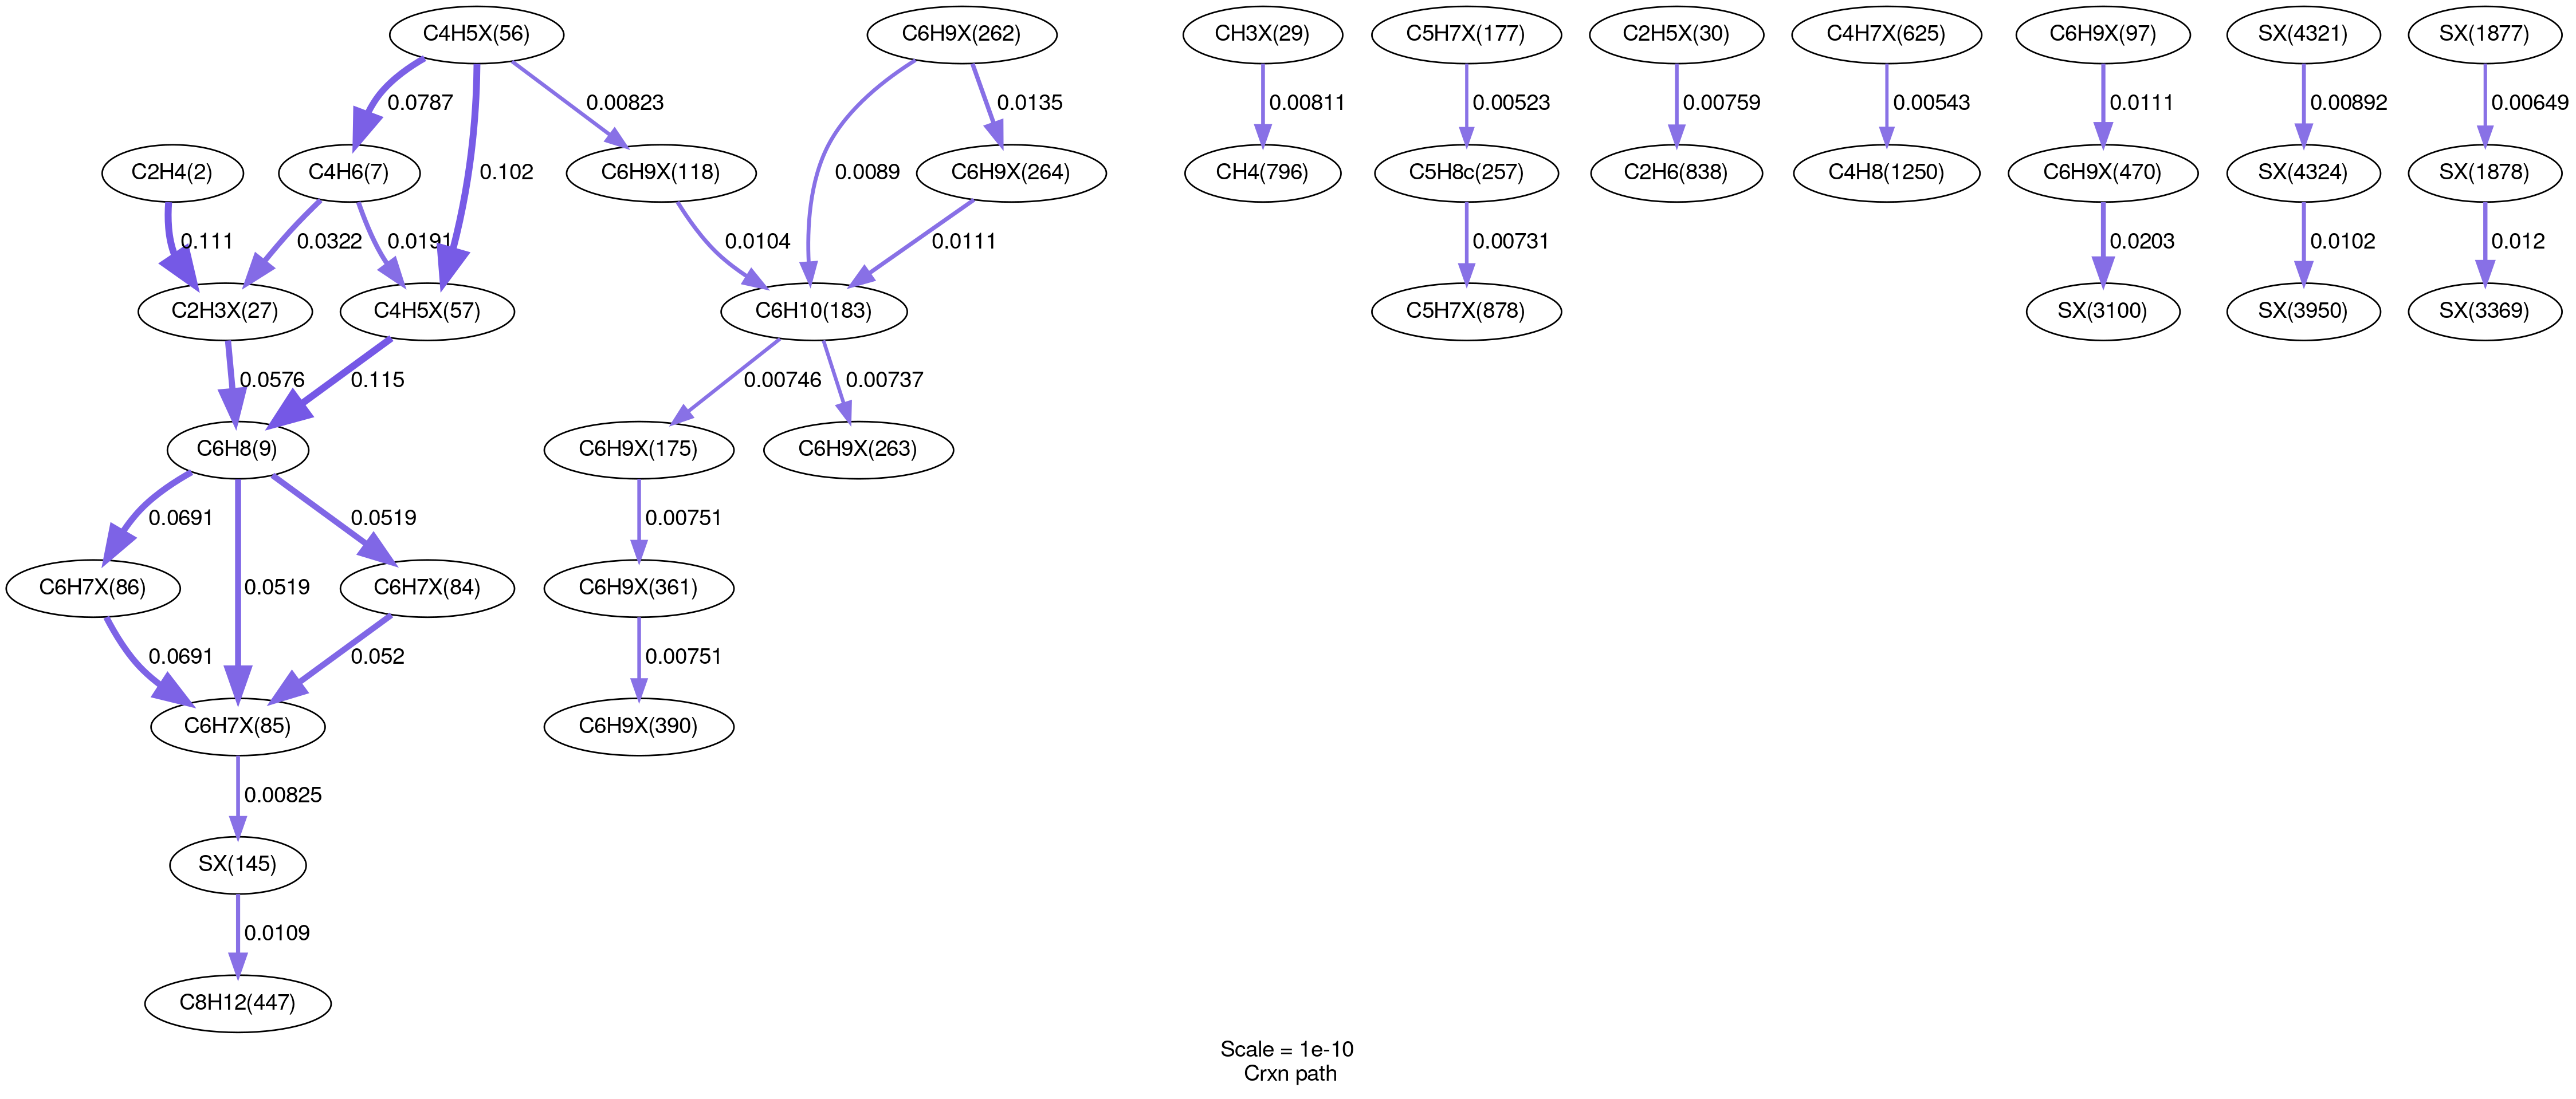 C4H5X(56)
C6H9X(262)
CH3X(29)
C5H7X(177)
C2H5X(30)
C4H7X(625)
C6H9X(97)
SX(4321)
SX(1877)
0.0787
0.00823
0.0135
0.00811
0.00523
0.00759
0.00543
0.0111
0.00892
0.00649
C2H4(2)
C4H6(7)
0.102
C6H9X(118)
0.0089
C6H9X(264)
CH4(796)
C5H8c(257)
C2H6(838)
C4H8(1250)
C6H9X(470)
SX(4324)
SX(1878)
0.111
0.0322
0.0191
0.0104
0.0111
0.00731
0.0203
0.0102
0.012
C2H3X(27)
C4H5X(57)
C6H10(183)
C5H7X(878)
SX(3100)
SX(3950)
SX(3369)
0.0576
0.115
0.00746
0.00737
C6H8(9)
C6H9X(175)
C6H9X(263)
0.0691
0.0519
0.00751
C6H7X(86)
0.0519
C6H7X(84)
C6H9X(361)
0.0691
0.052
0.00751
C6H7X(85)
C6H9X(390)
0.00825
SX(145)
0.0109
C8H12(447)
Scale = 1e-10
Crxn path